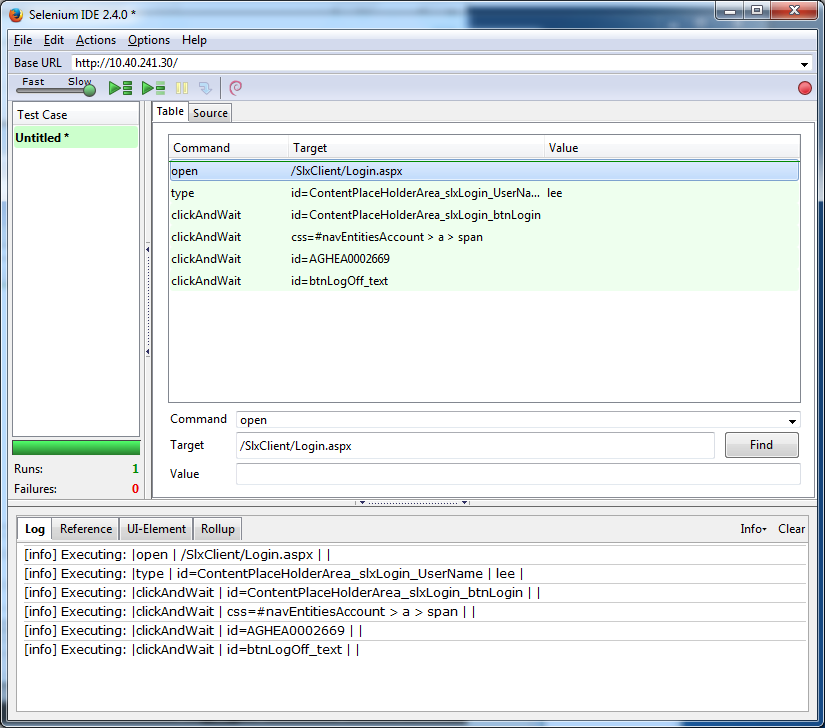 Selenium IDE 2.4.0 *
File Edit Actions Options Help
Base URL http://10.40.241.30/
Fast Slow
Test Case
Untitled *
Runs: 1
Failures: 0
Table Source
Command Target Value
open /SlxClient/Login.aspx
type id=ContentPlaceHolderArea_slxLogin_UserNa... lee
clickAndWait id=ContentPlaceHolderArea_slxLogin_btnLogin
clickAndWait css=#navEntitiesAccount > a > span
clickAndWait id=AGHEA0002669
clickAndWait id=btnLogOff_text
Command open
Target /SlxClient/Login.aspx Find
Value
Log Reference UI-Element Rollup Info Clear
[info] Executing: |open | /SlxClient/Login.aspx | |
[info] Executing: |type | id=ContentPlaceHolderArea_slxLogin_UserName | lee |
[info] Executing: |clickAndWait | id=ContentPlaceHolderArea_slxLogin_btnLogin | |
[info] Executing: |clickAndWait | css=#navEntitiesAccount > a > span | |
[info] Executing: |clickAndWait | id=AGHEA0002669 | |
[info] Executing: |clickAndWait | id=btnLogOff_text | |